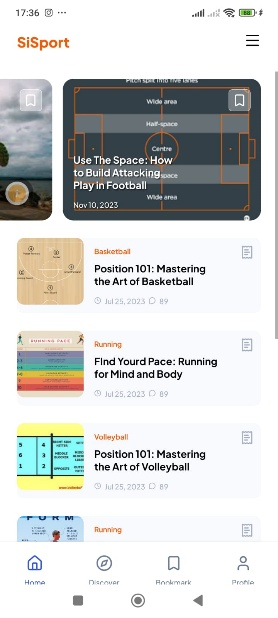 17:36
SiSport
Pitch split into five lanes
Wide area
Half-space
Centre
Use The Space: How
to Build Attacking
Play in Football
Wide area
Nov 10, 2023
Basketball
Position 101: Mastering
the Art of Basketball
Jul 25, 2023 89
RUNNING PACE
Running
Find Yourd Pace: Running
for Mind and Body
Jul 25, 2023 89
5 4
6 3
1 2
Volleyball
Position 101: Mastering
the Art of Volleyball
Jul 25, 2023 89
FORM
Running
Home Discover Bookmark Profile